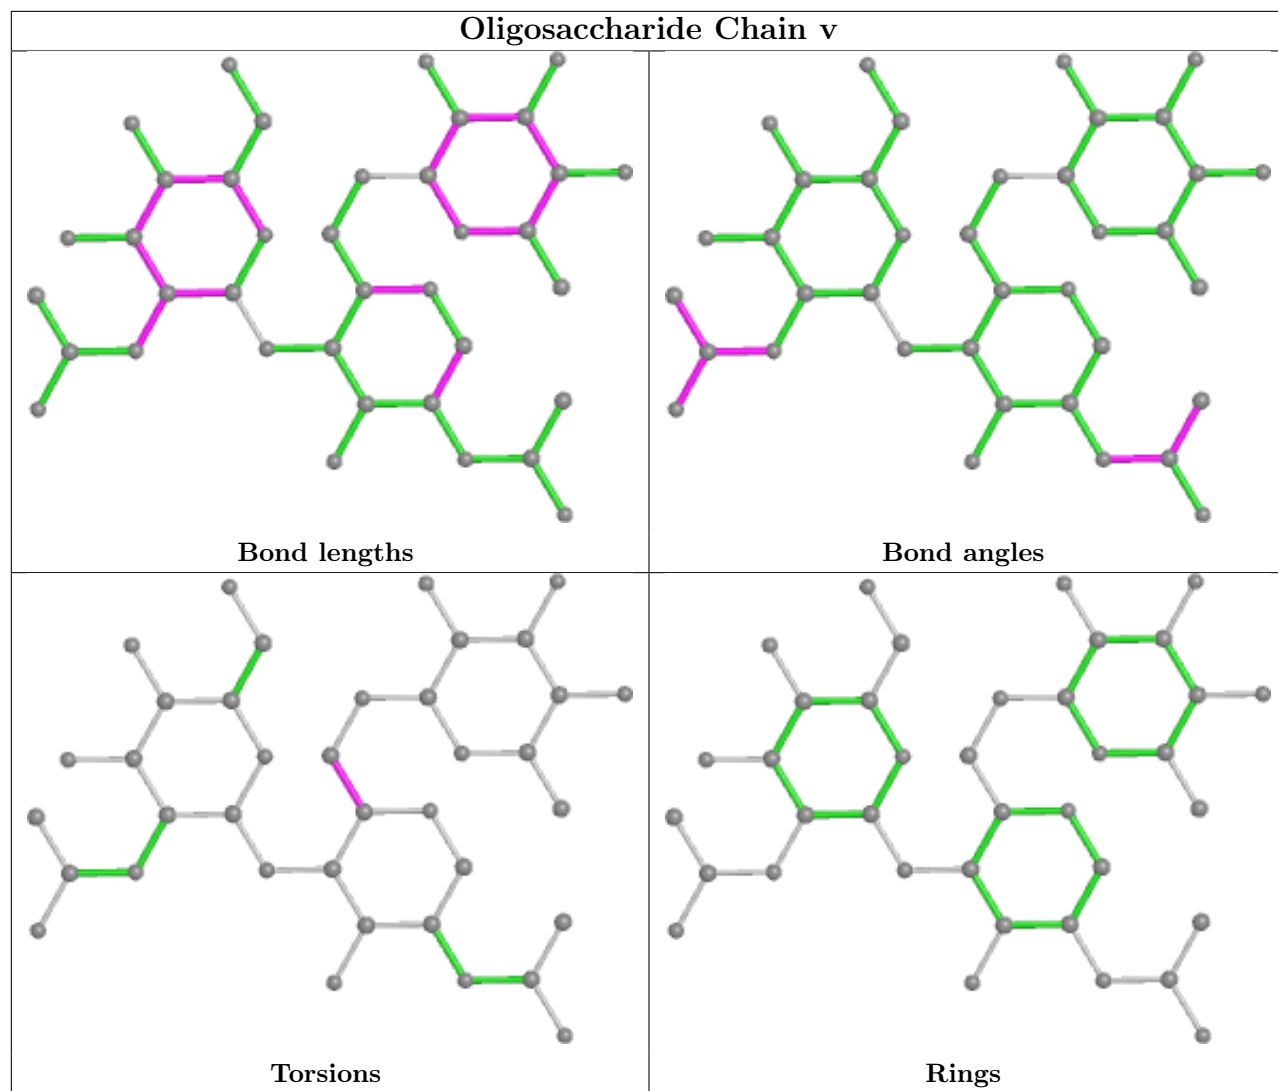 Oligosaccharide Chain v
Bond lengths
Bond angles
Torsions
Rings